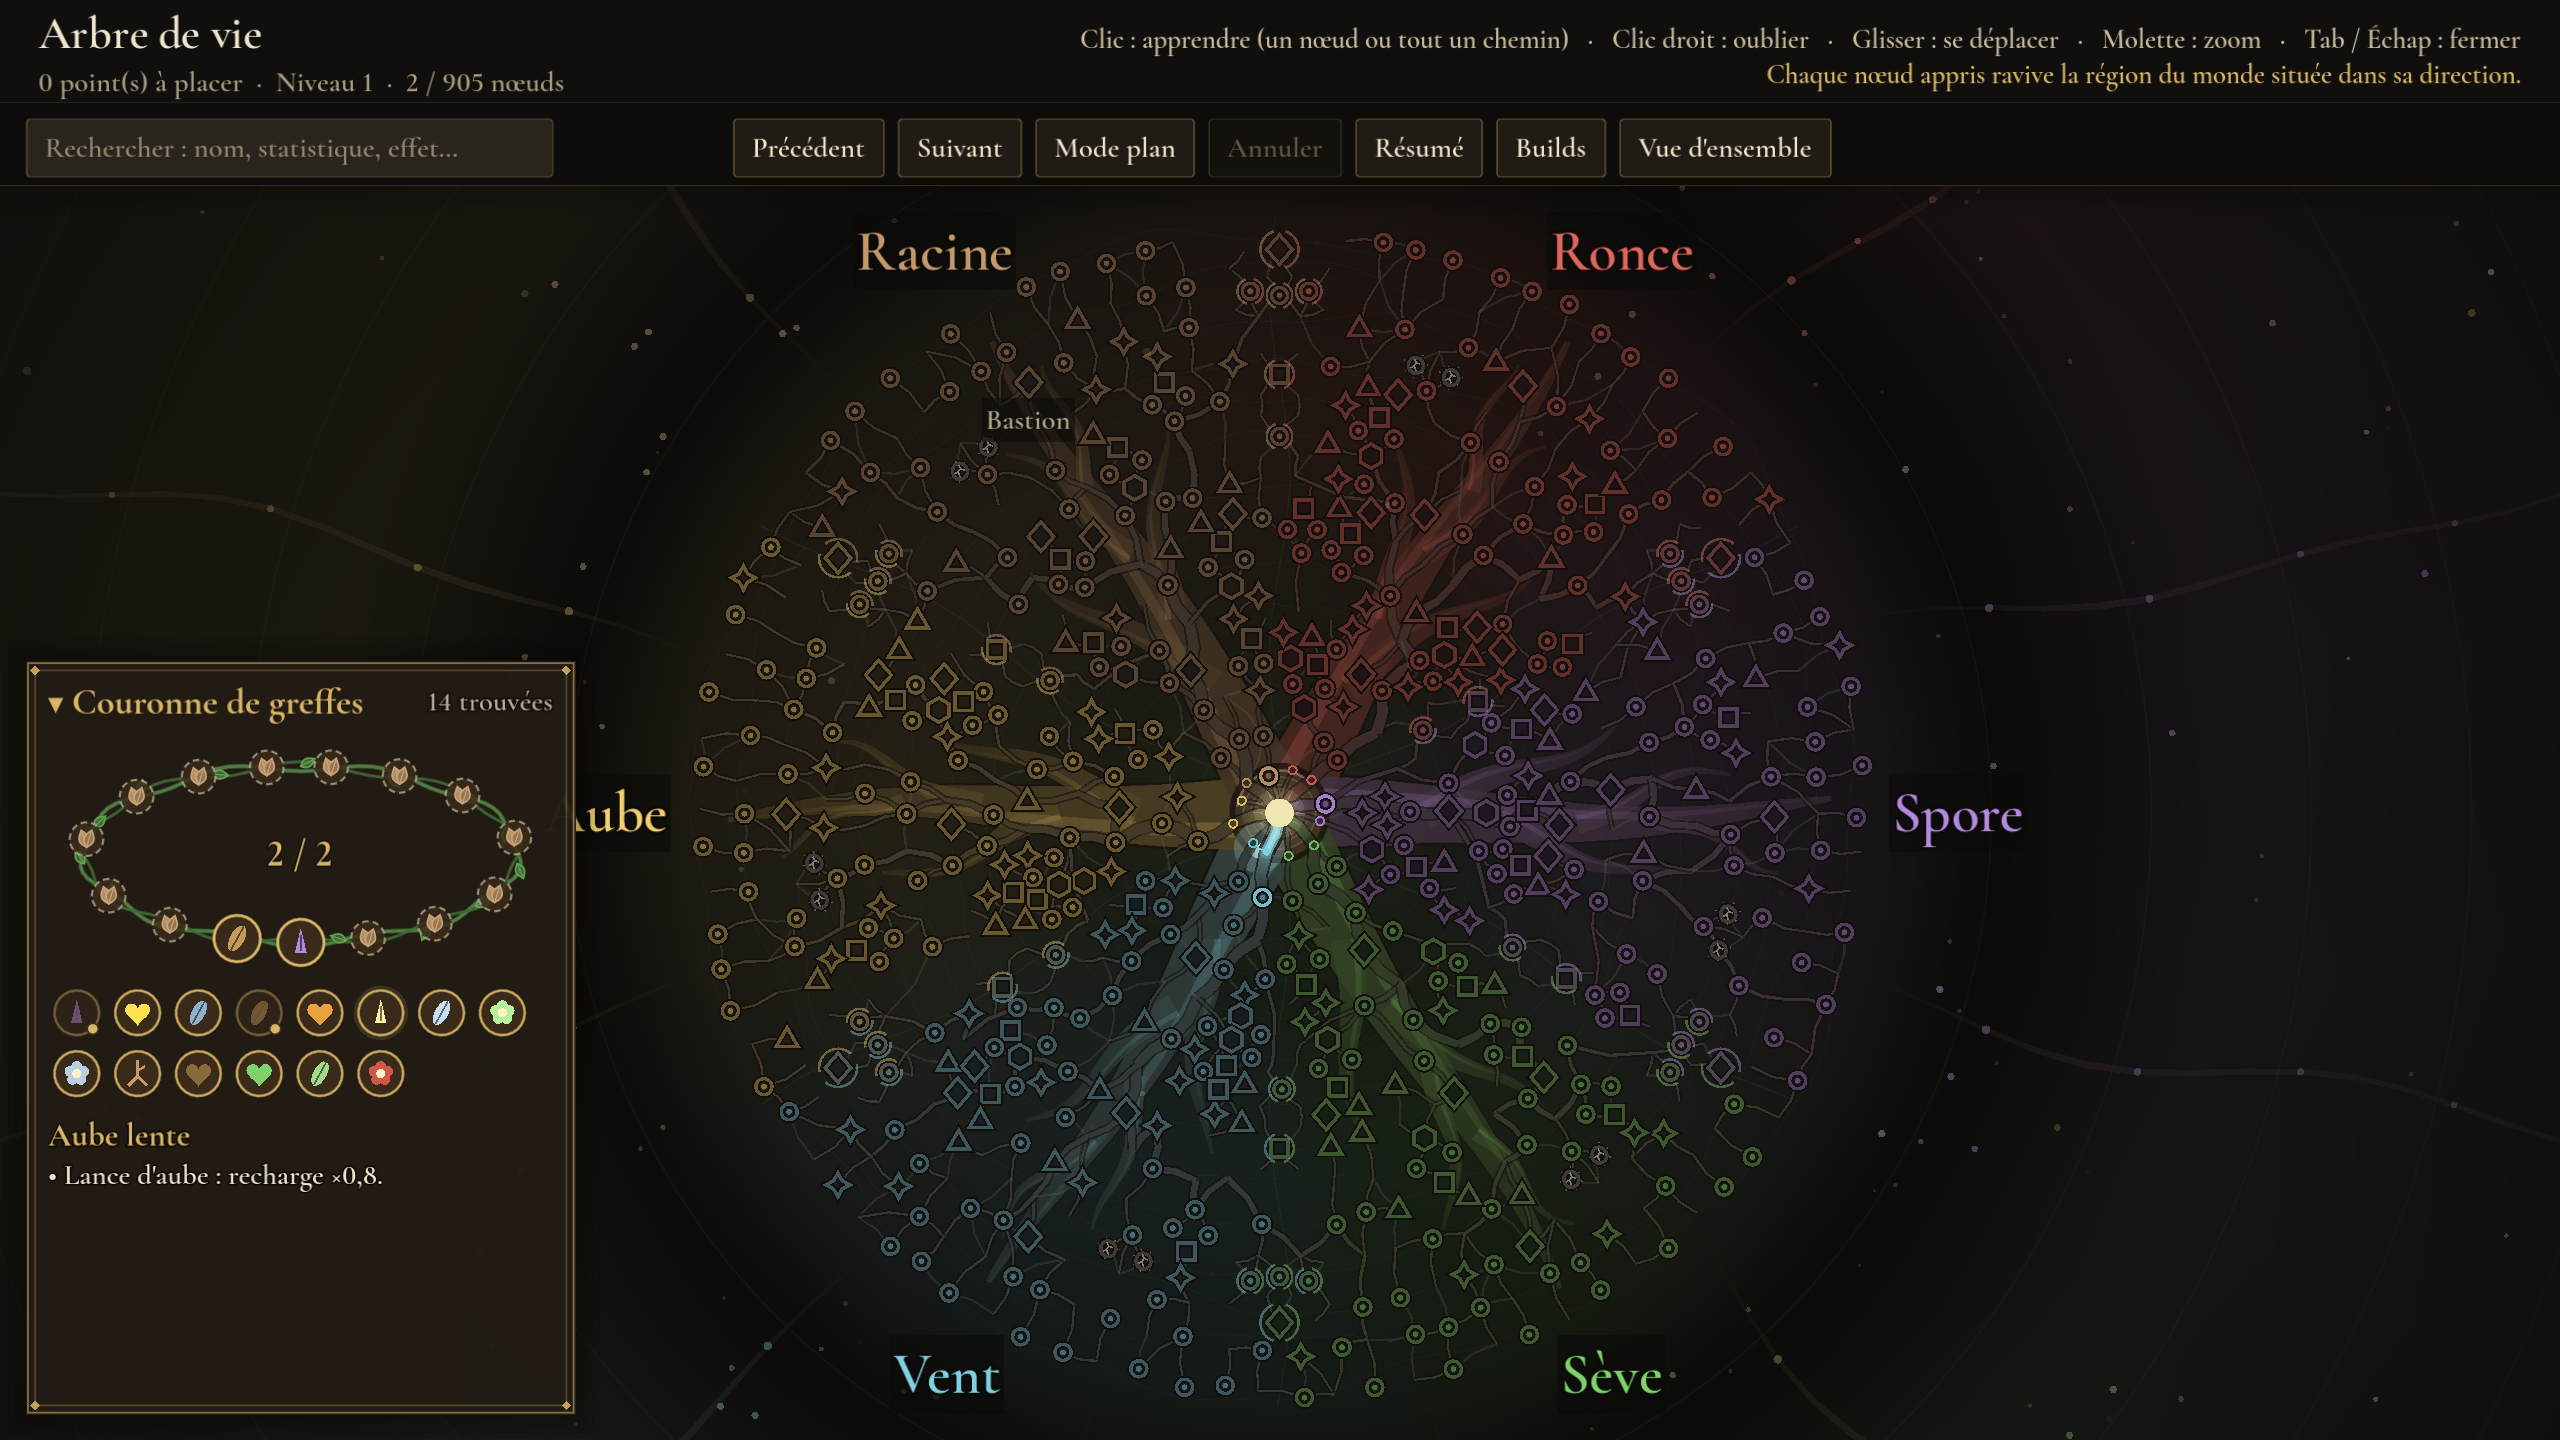 Arbre de vie
0 point(s) à placer · Niveau 1 · 2 / 905 nœuds
Clic : apprendre (un nœud ou tout un chemin) · Clic droit : oublier · Glisser : se déplacer · Molette : zoom · Tab / Échap : fermer
Chaque nœud appris ravive la région du monde située dans sa direction.
Rechercher : nom, statistique, effet...
Précédent
Suivant
Mode plan
Annuler
Résumé
Builds
Vue d'ensemble
Racine
Ronce
Bastion
▾ Couronne de greffes
14 trouvées
2 / 2
Aube
Spore
Aube lente
• Lance d'aube : recharge ×0,8.
Vent
Sève